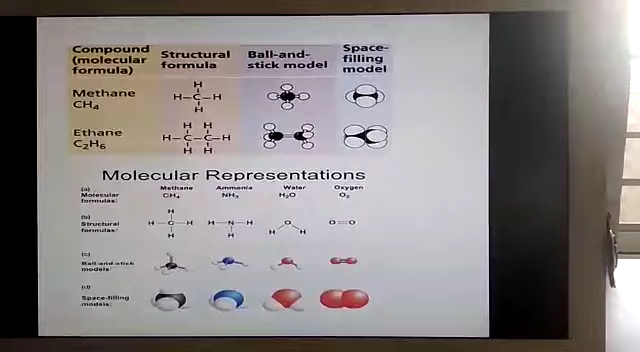 Compound (molecular formula) Structural formula Ball-and-stick model Space-filling model
Methane
CH₄
H
H—C—H
H
Ethane
C₂H₆
H H
H—C—C—H
H H
Molecular Representations
(a) Molecular formulas: Methane CH₄ Ammonia NH₃ Water H₂O Oxygen O₂
(b) Structural formulas:
H
H—C—H
H
H—N—H
H
O
H H
O=O
(c) Ball-and-stick models:
(d) Space-filling models: